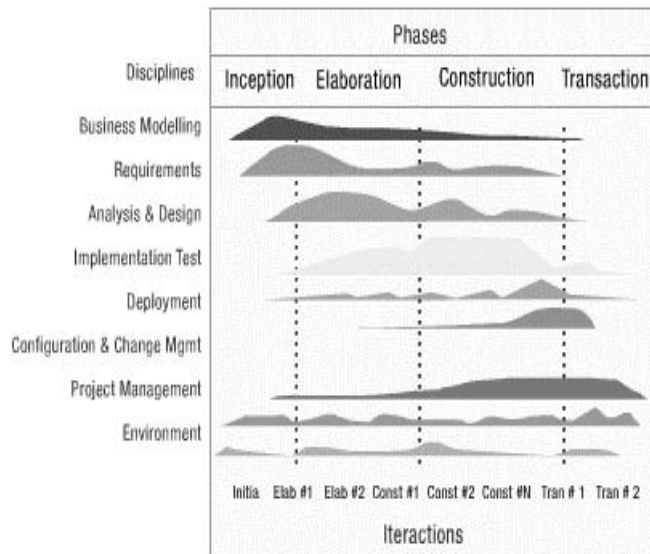 Phases
Disciplines
Inception Elaboration Construction Transaction
Business Modelling
Requirements
Analysis & Design
Implementation Test
Deployment
Configuration & Change Mgmt
Project Management
Environment
Initia Elab #1 Elab #2 Const #1 Const #2 Const #N Tran # 1 Tran # 2
Iteractions